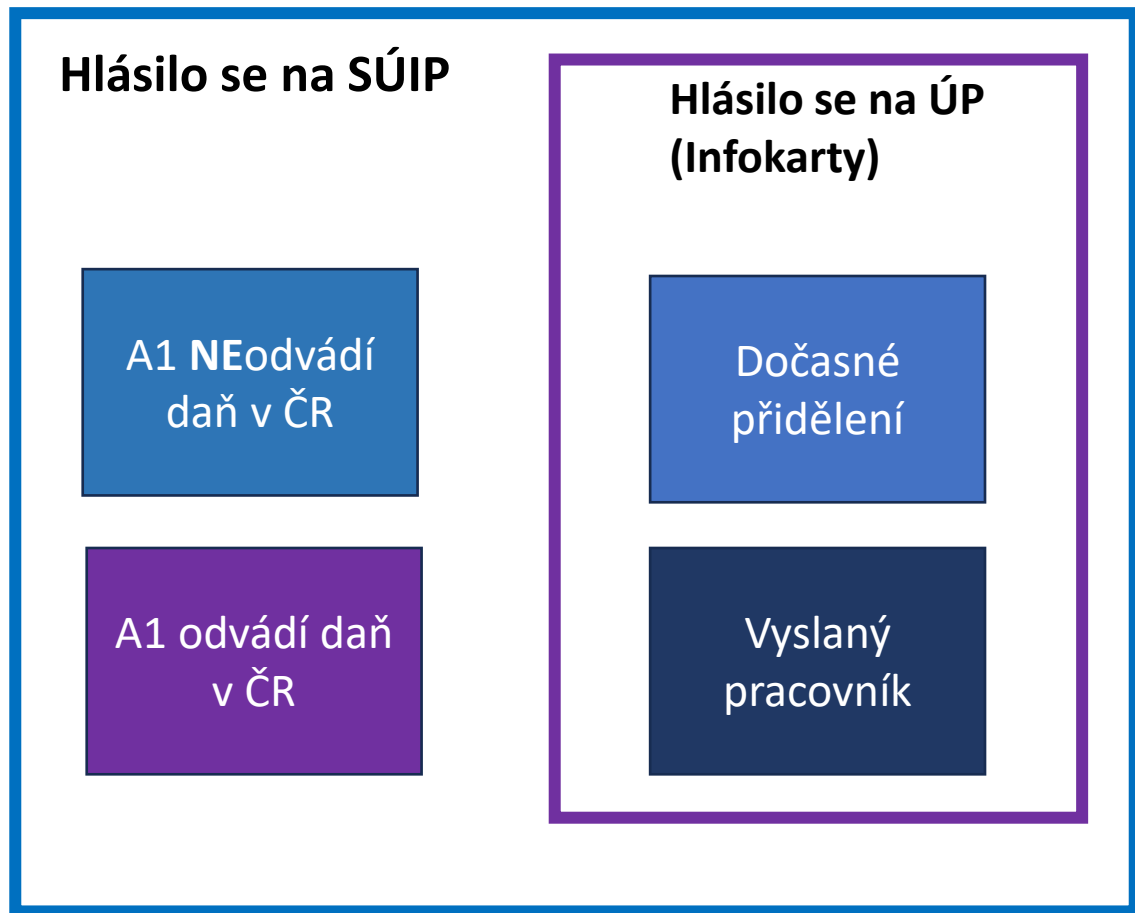 Hlásilo se na SÚIP
Hlásilo se na ÚP
(Infokarty)
A1 NEodvádí
daň v ČR
Dočasné
přidělení
A1 odvádí daň
v ČR
Vyslaný
pracovník